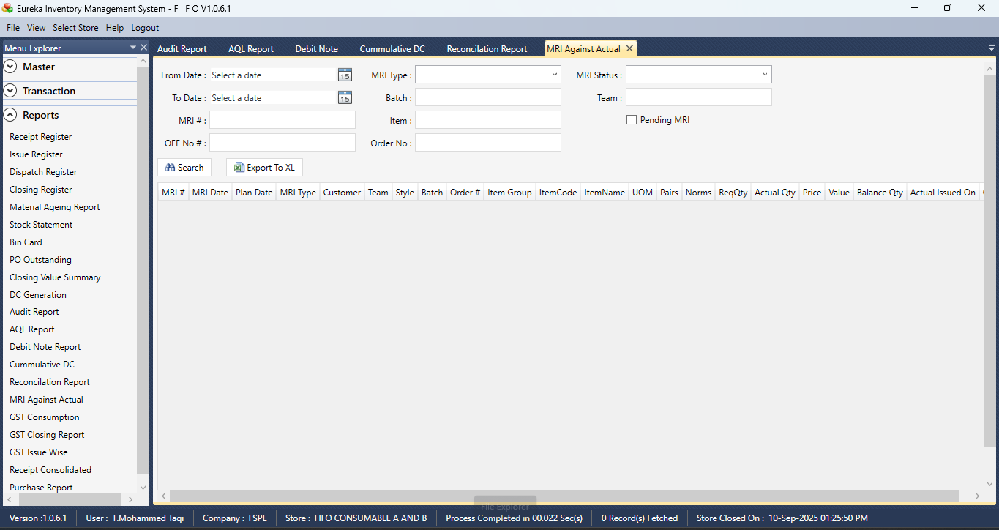 Eureka Inventory Management System - F I F O V1.0.6.1
File View Select Store Help Logout
Menu Explorer
Audit Report AQL Report Debit Note Cummulative DC Reconcilation Report MRI Against Actual
Master
Transaction
Reports
Receipt Register
Issue Register
Dispatch Register
Closing Register
Material Ageing Report
Stock Statement
Bin Card
PO Outstanding
Closing Value Summary
DC Generation
Audit Report
AQL Report
Debit Note Report
Cummulative DC
Reconcilation Report
MRI Against Actual
GST Consumption
GST Closing Report
GST Issue Wise
Receipt Consolidated
Purchase Report
From Date : Select a date 15 MRI Type : MRI Status :
To Date : Select a date 15 Batch : Team :
MRI # : Item : Pending MRI
OEF No # : Order No :
Search Export To XL
MRI # MRI Date Plan Date MRI Type Customer Team Style Batch Order # Item Group ItemCode ItemName UOM Pairs Norms ReqQty Actual Qty Price Value Balance Qty Actual Issued On
File Explorer
Version :1.0.6.1 User : T.Mohammed Taqi Company : FSPL Store : FIFO CONSUMABLE A AND B Process Completed in 00.022 Sec(s) 0 Record(s) Fetched Store Closed On : 10-Sep-2025 01:25:50 PM